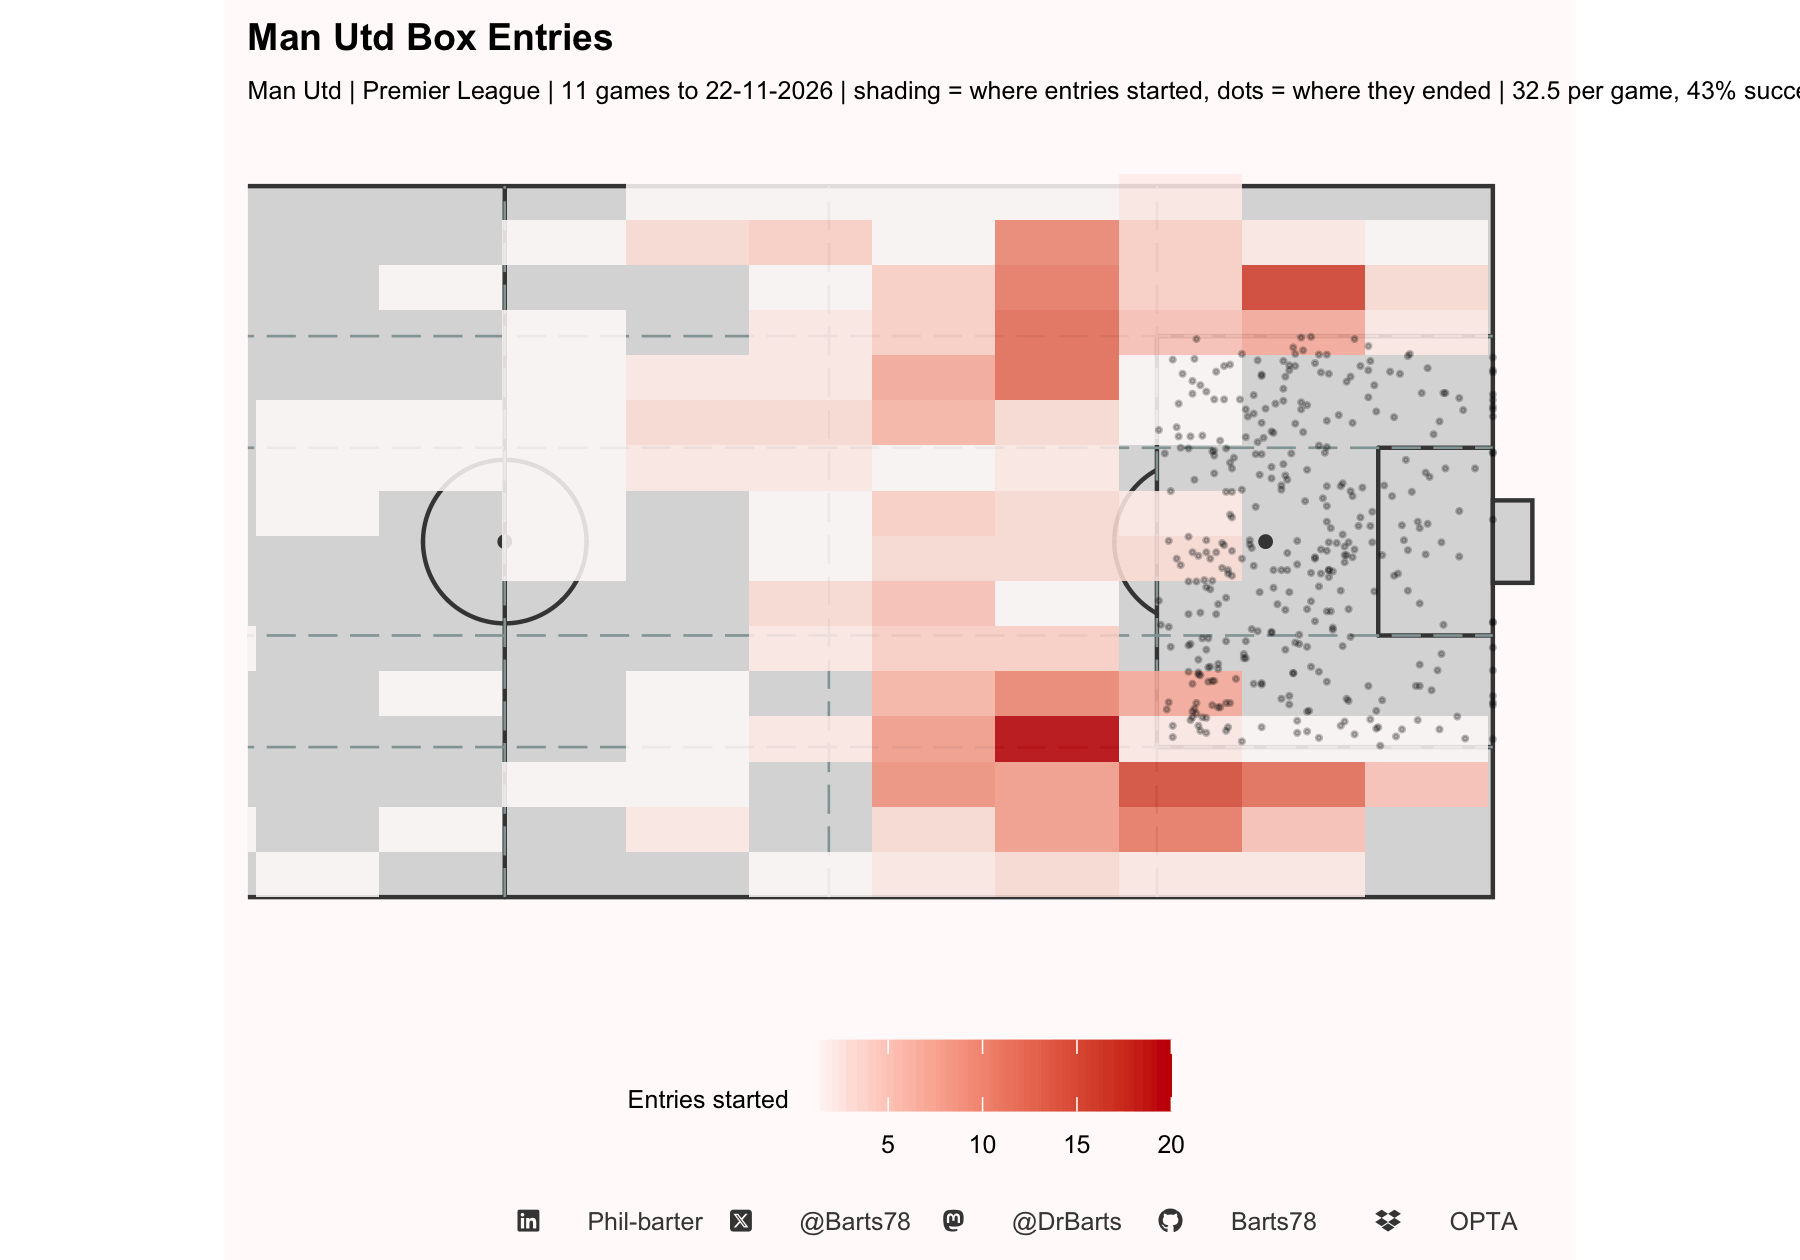 Man Utd Box Entries
Man Utd | Premier League | 11 games to 22-11-2026 | shading = where entries started, dots = where they ended | 32.5 per game, 43%
Entries started
5 10 15 20
Phil-barter @Barts78 @DrBarts Barts78 OPTA